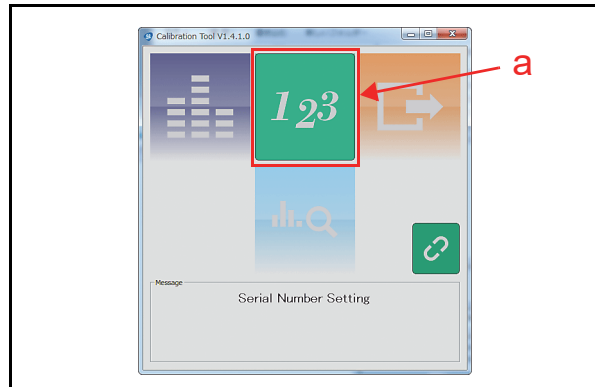 Calibration Tool V1.4.1.0
a
123
Message
Serial Number Setting